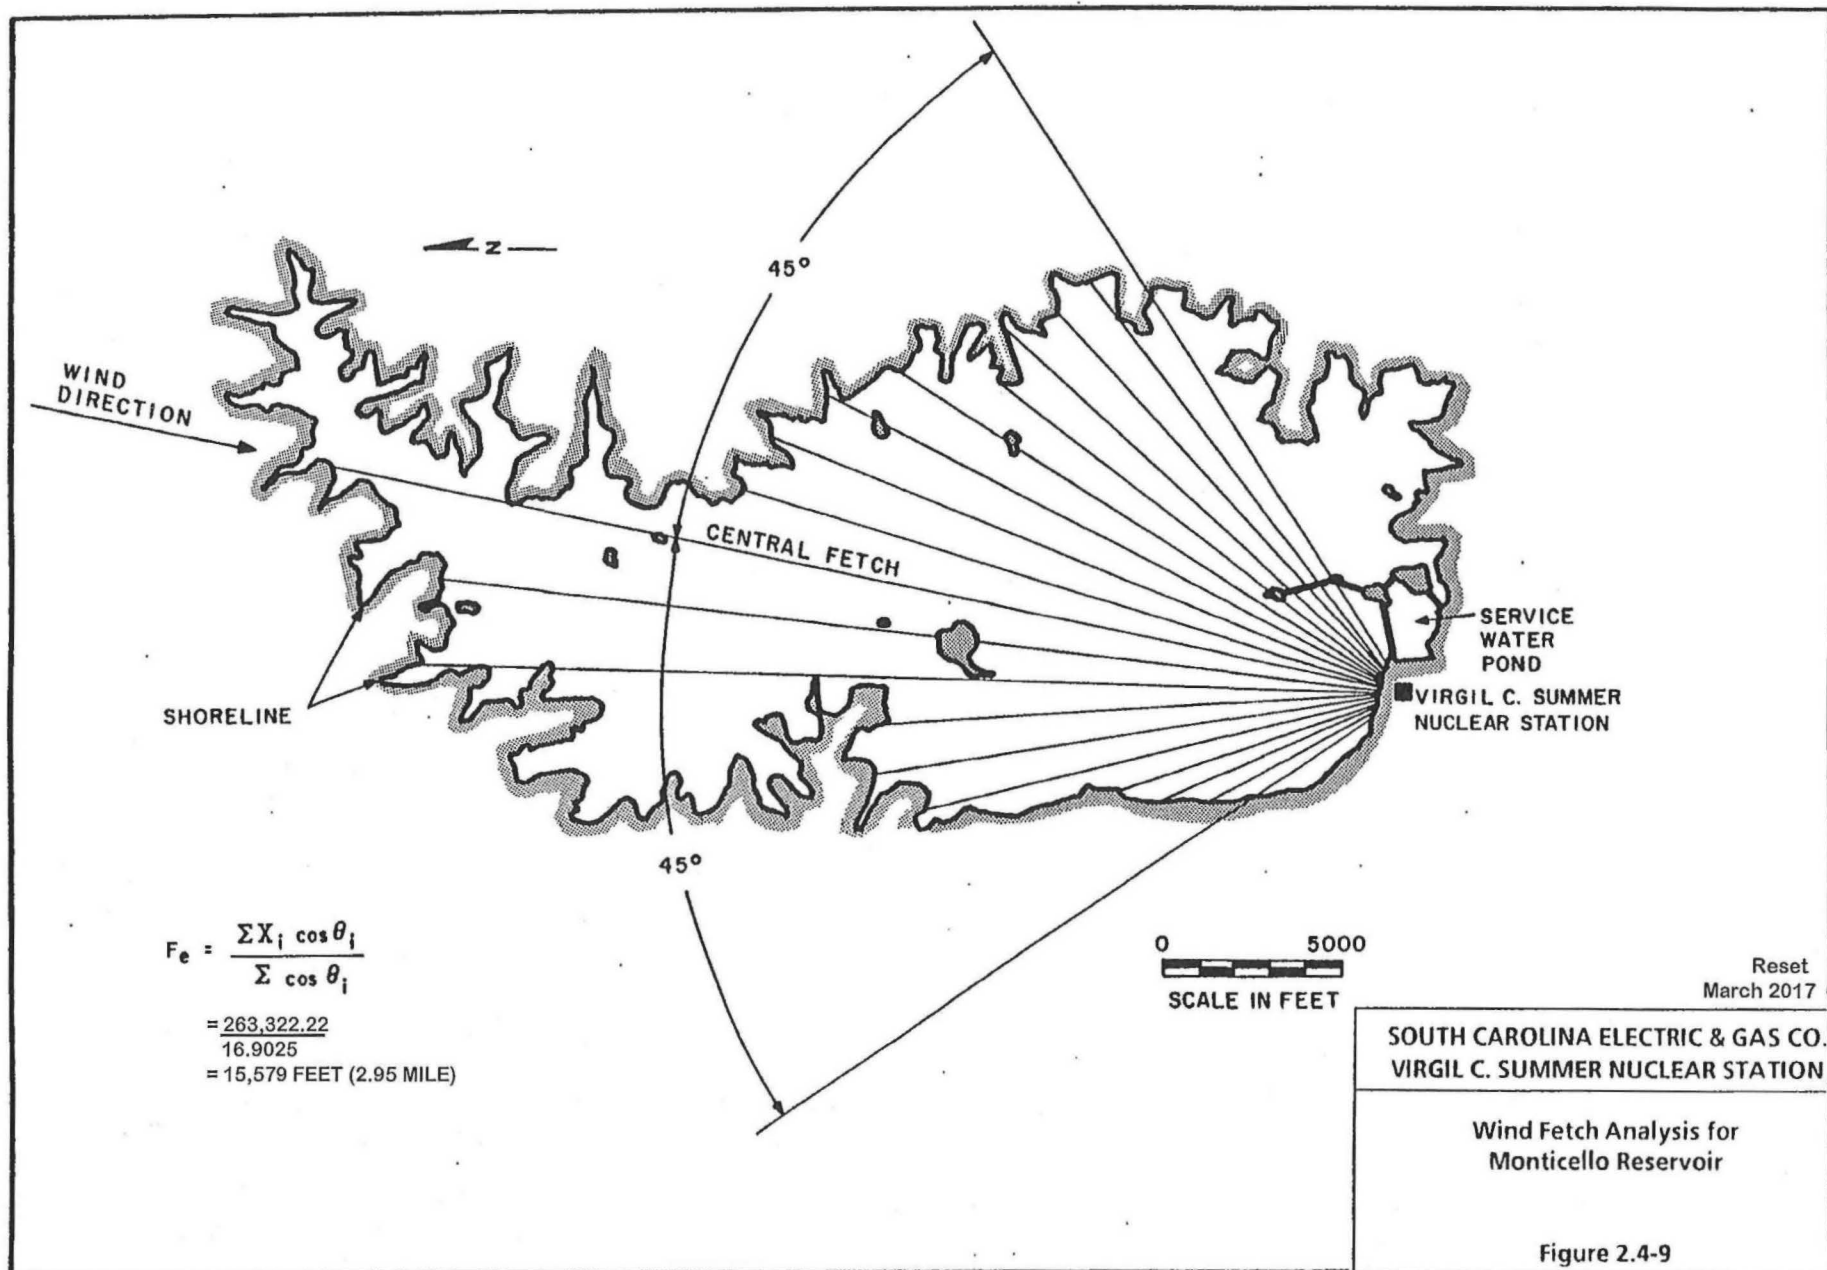 45°
N
WIND
DIRECTION
CENTRAL FETCH
SHORELINE
SERVICE
WATER
POND
VIRGIL C. SUMMER
NUCLEAR STATION
45°
Fe = ΣXi cos θi
Σ cos θi
= 263,322.22
16.9025
= 15,579 FEET (2.95 MILE)
0 5000
SCALE IN FEET
Reset
March 2017
SOUTH CAROLINA ELECTRIC & GAS CO.
VIRGIL C. SUMMER NUCLEAR STATION
Wind Fetch Analysis for
Monticello Reservoir
Figure 2.4-9